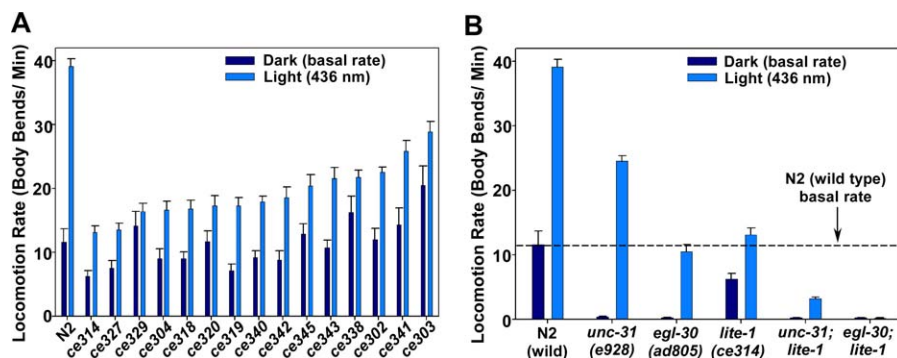 A
Locomotion Rate (Body Bends/ Min)
40
30
20
10
0
Dark (basal rate)
Light (436 nm)
N2
ce314
ce327
ce329
ce304
ce318
ce320
ce319
ce340
ce342
ce345
ce343
ce338
ce302
ce341
ce303
B
Locomotion Rate (Body Bends/ Min)
40
30
20
10
0
Dark (basal rate)
Light (436 nm)
N2 (wild type)
basal rate
N2
(wild)
unc-31
(e928)
egl-30
(ad805)
lite-1
(ce314)
unc-31;
lite-1
egl-30;
lite-1